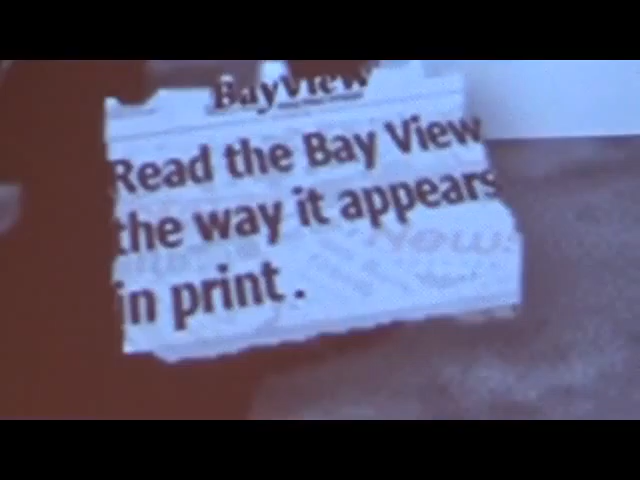 BayView
Read the Bay View
the way it appears
in print.